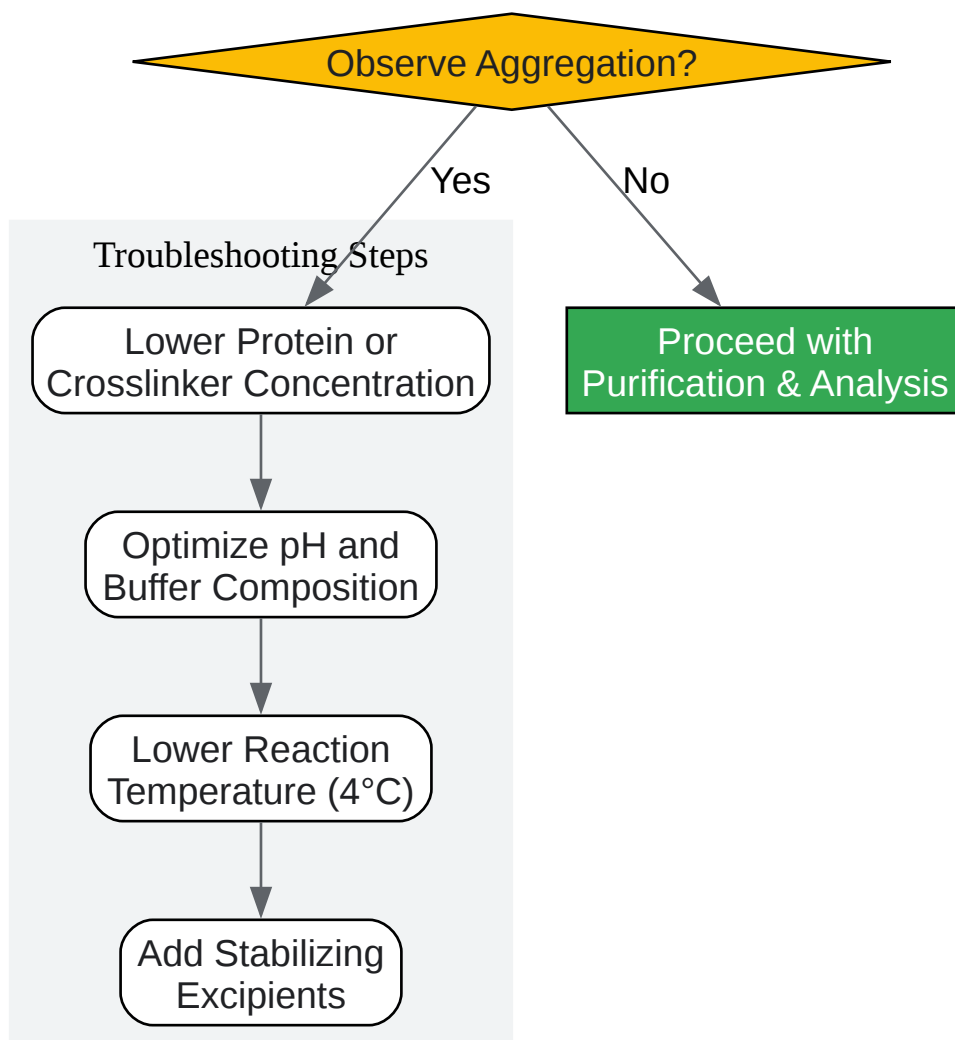 Observe Aggregation?
Yes
No
Troubleshooting Steps
Lower Protein or
Crosslinker Concentration
Proceed with
Purification & Analysis
Optimize pH and
Buffer Composition
Lower Reaction
Temperature (4°C)
Add Stabilizing
Excipients